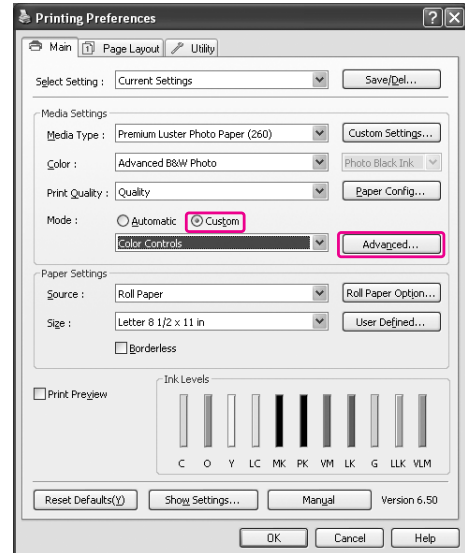 Printing Preferences
Main Page Layout Utility
Select Setting : Current Settings Save/Del...
Media Settings
Media Type : Premium Luster Photo Paper (260) Custom Settings...
Color : Advanced B&W Photo Photo Black Ink
Print Quality : Quality Paper Config...
Mode : Automatic Custom
Color Controls Advanced...
Paper Settings
Source : Roll Paper Roll Paper Option...
Size : Letter 8 1/2 x 11 in User Defined...
Borderless
Print Preview
Ink Levels
C O Y LC MK PK VM LK G LLK VLM
Reset Defaults(Y) Show Settings... Manual Version 6.50
OK Cancel Help